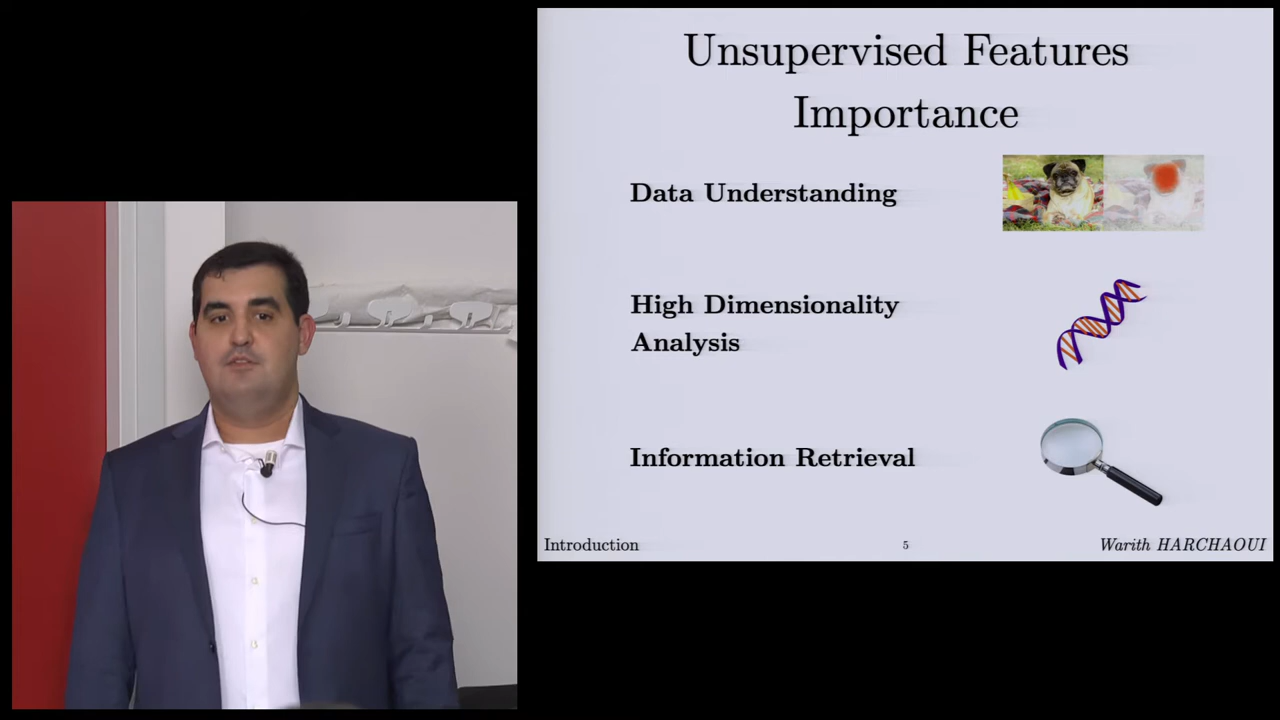 Unsupervised Features
Importance
Data Understanding
High Dimensionality
Analysis
Information Retrieval
Introduction
5
Warith HARCHAOUI